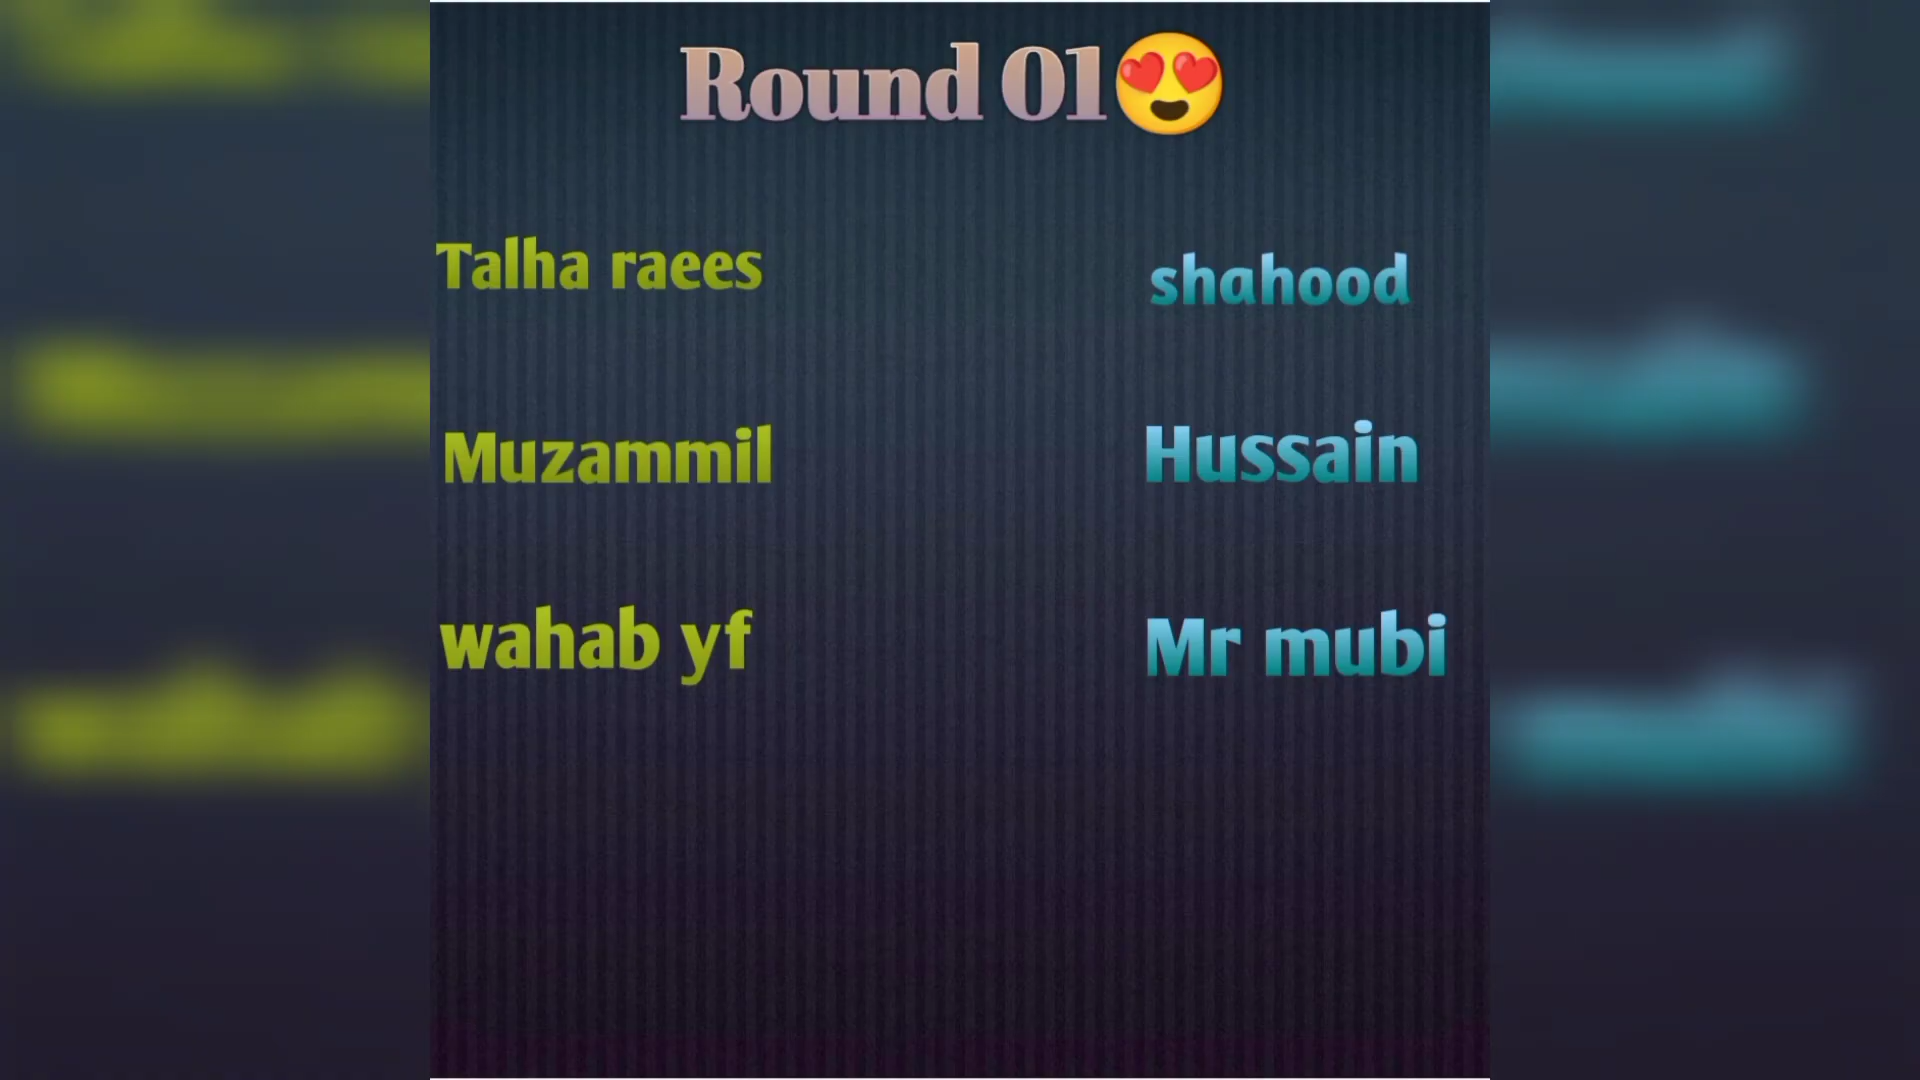 Round 01😍
Talha raees shahood
Muzammil Hussain
wahab yf Mr mubi